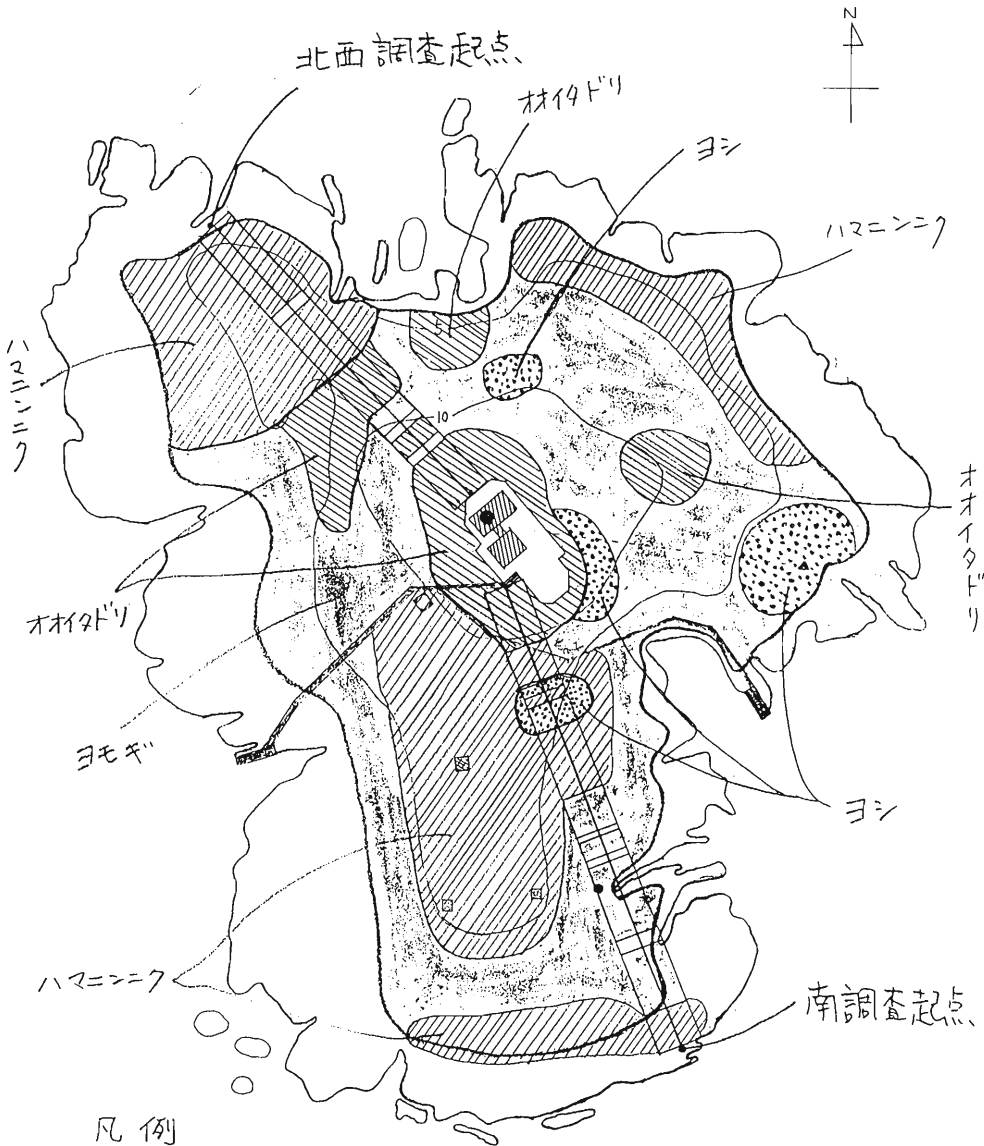 N
北西調査起点
オオイタドリ
ヨシ
ハマニンニク
ハマニンニク
5
10
オオイタドリ
オオイタドリ
ヨモギ
ヨシ
ハマニンニク
南調査起点
凡例